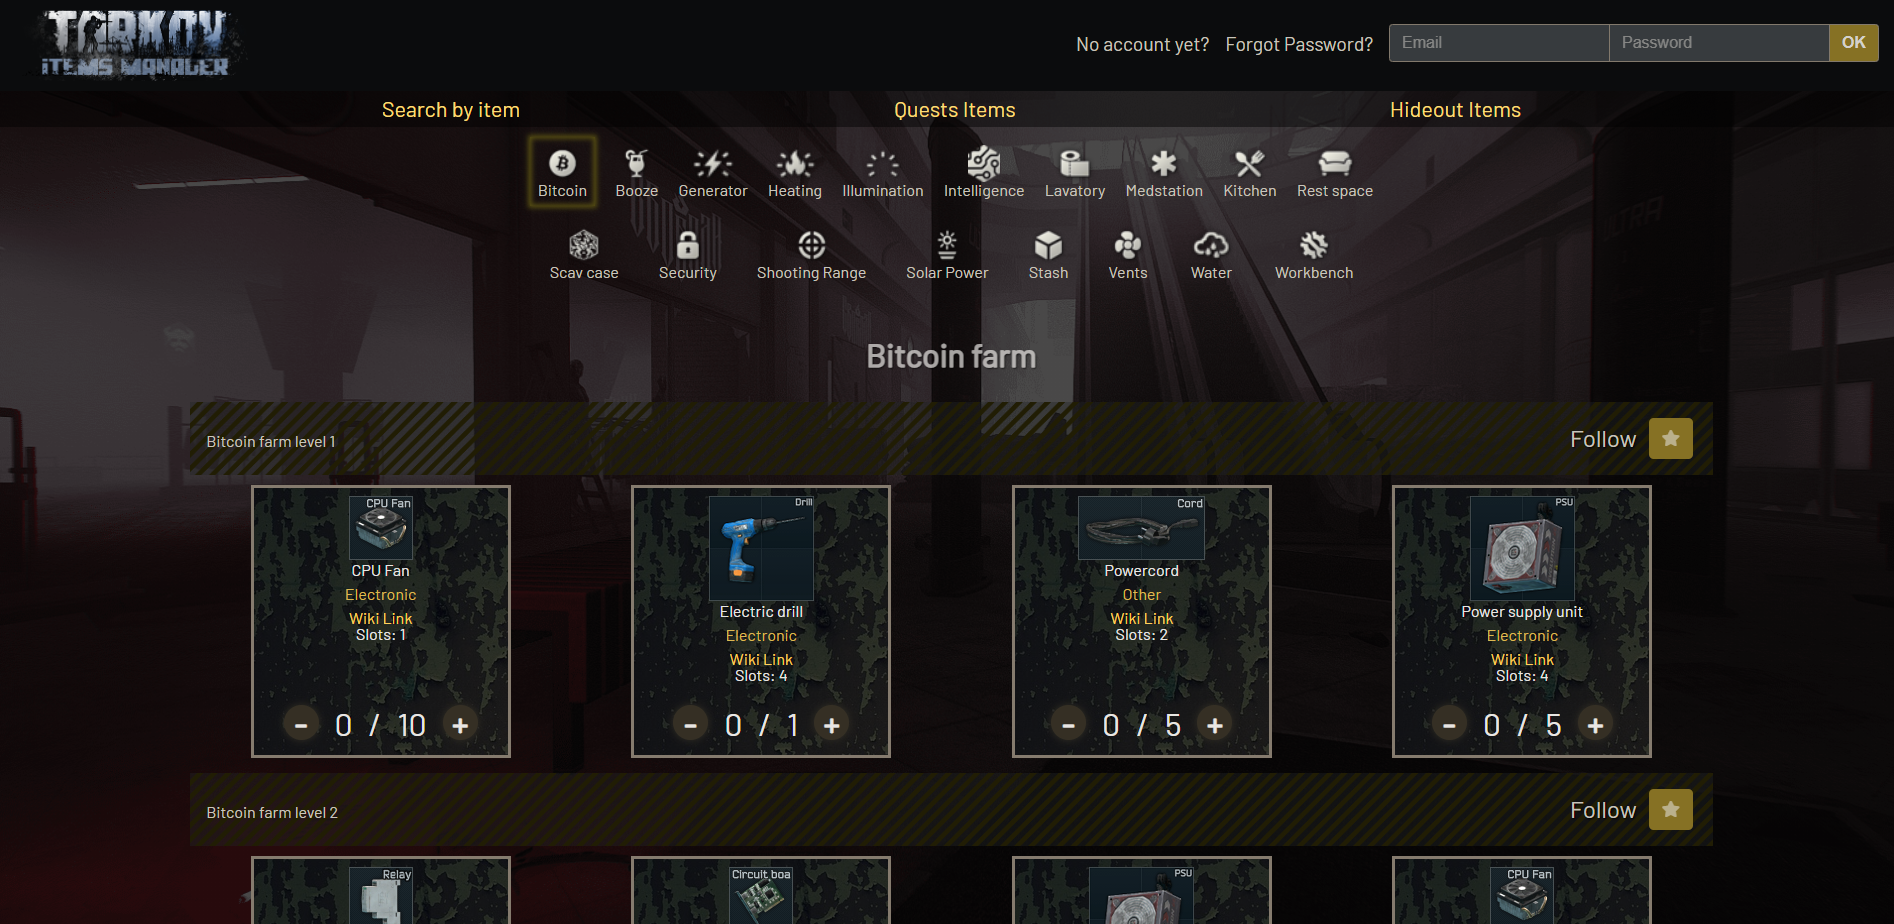 TARKOV
ITEMS MANAGER
No account yet? Forgot Password? Email Password OK
Search by item Quests Items Hideout Items
Bitcoin Booze Generator Heating Illumination Intelligence Lavatory Medstation Kitchen Rest space
Scav case Security Shooting Range Solar Power Stash Vents Water Workbench
Bitcoin farm
Bitcoin farm level 1 Follow
CPU Fan
CPU Fan
Electronic
Wiki Link
Slots: 1
- 0 / 10 +
Drill
Electric drill
Electronic
Wiki Link
Slots: 4
- 0 / 1 +
Cord
Powercord
Other
Wiki Link
Slots: 2
- 0 / 5 +
PSU
Power supply unit
Electronic
Wiki Link
Slots: 4
- 0 / 5 +
Bitcoin farm level 2 Follow
Relay
Circuit boa
PSU
CPU Fan